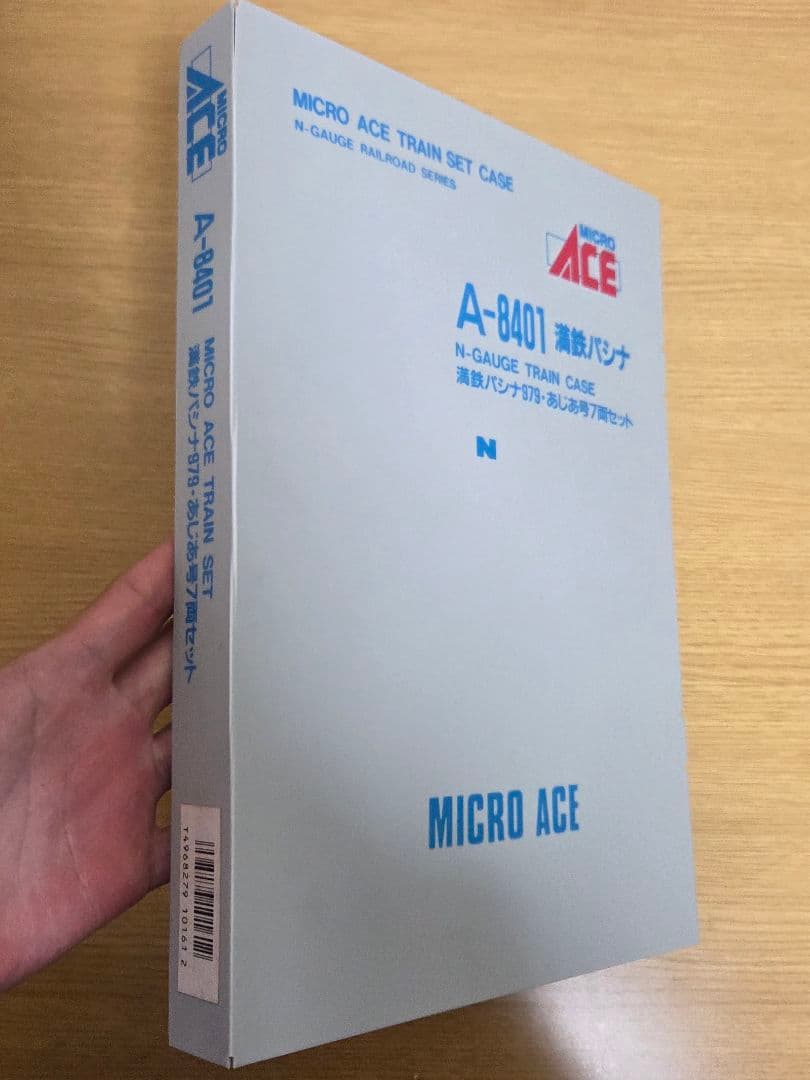 MICRO
ACE
A-8401
MICRO ACE TRAIN SET
満鉄パシナ979・あじあ号7両セット
T4968279 101612
MICRO ACE TRAIN SET CASE
N-GAUGE RAILROAD SERIES
MICRO
ACE
A-8401 満鉄パシナ
N-GAUGE TRAIN CASE
満鉄パシナ979・あじあ号7両セット
N
MICRO ACE